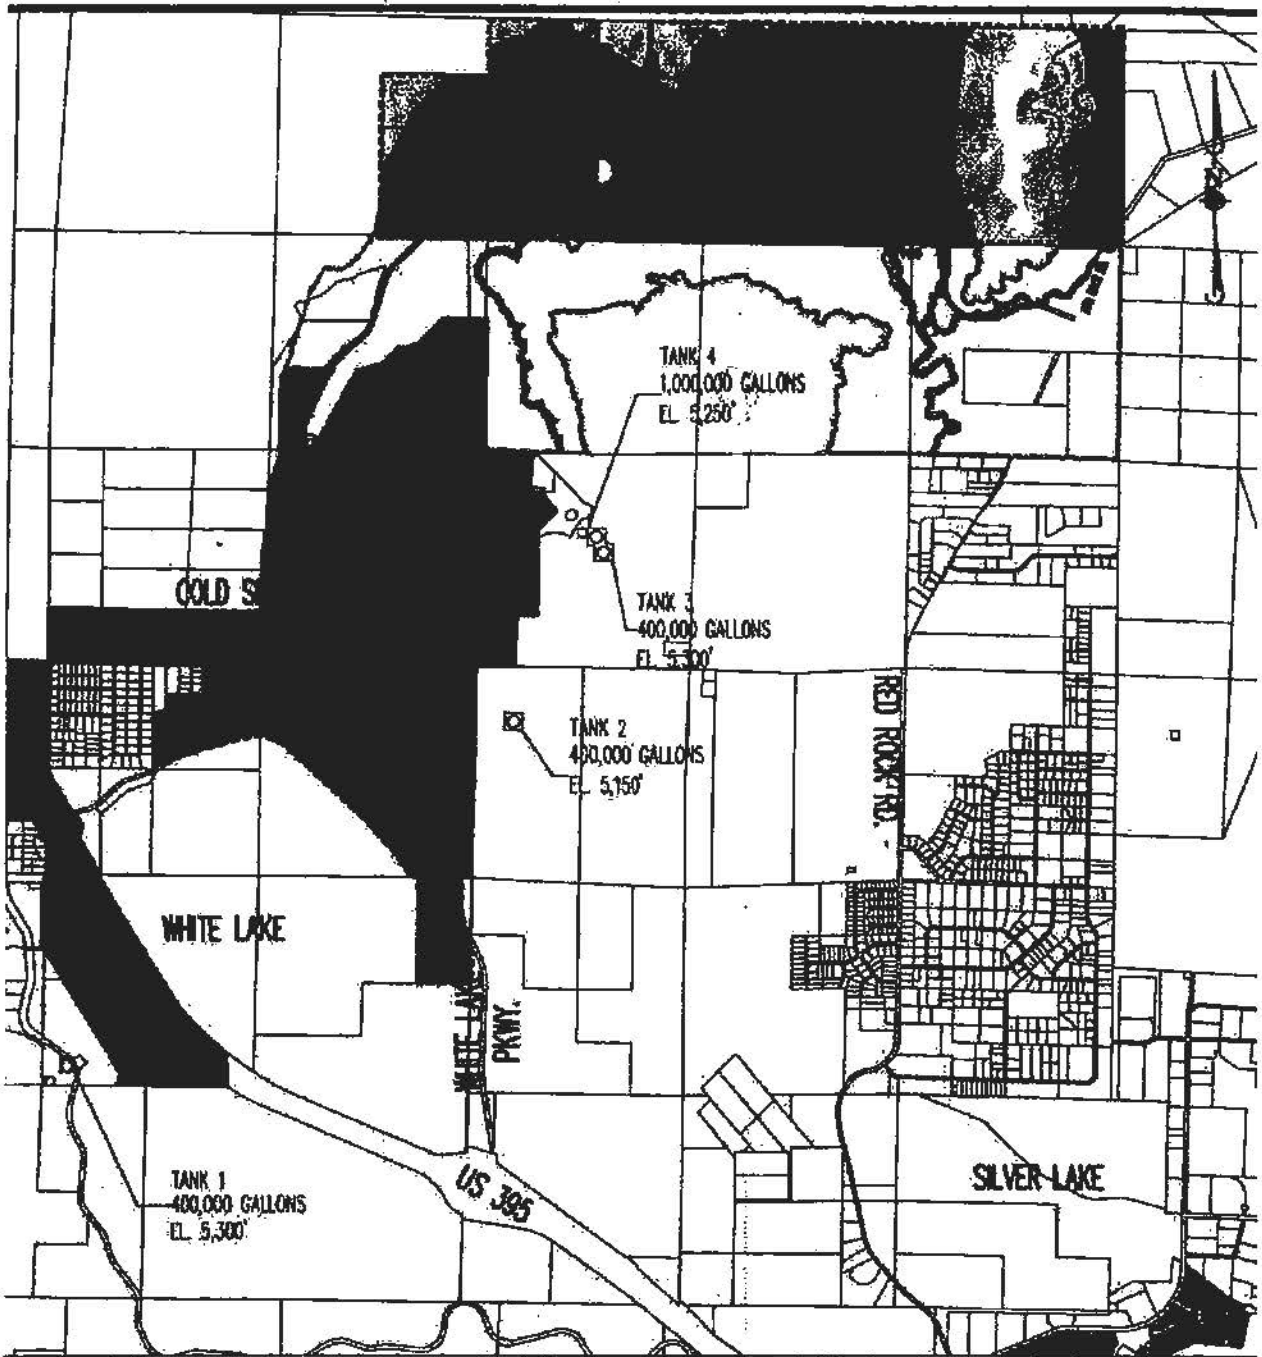 TANK 4
1,000,000 GALLONS
EL. 5,250'
COLD S
TANK 3
400,000 GALLONS
EL. 5,300'
RED ROCK RD.
TANK 2
400,000 GALLONS
EL. 5,150'
WHITE LAKE
WHITE LAKE
PKWY.
TANK 1
400,000 GALLONS
EL. 5,300'
US 395
SILVER LAKE
N